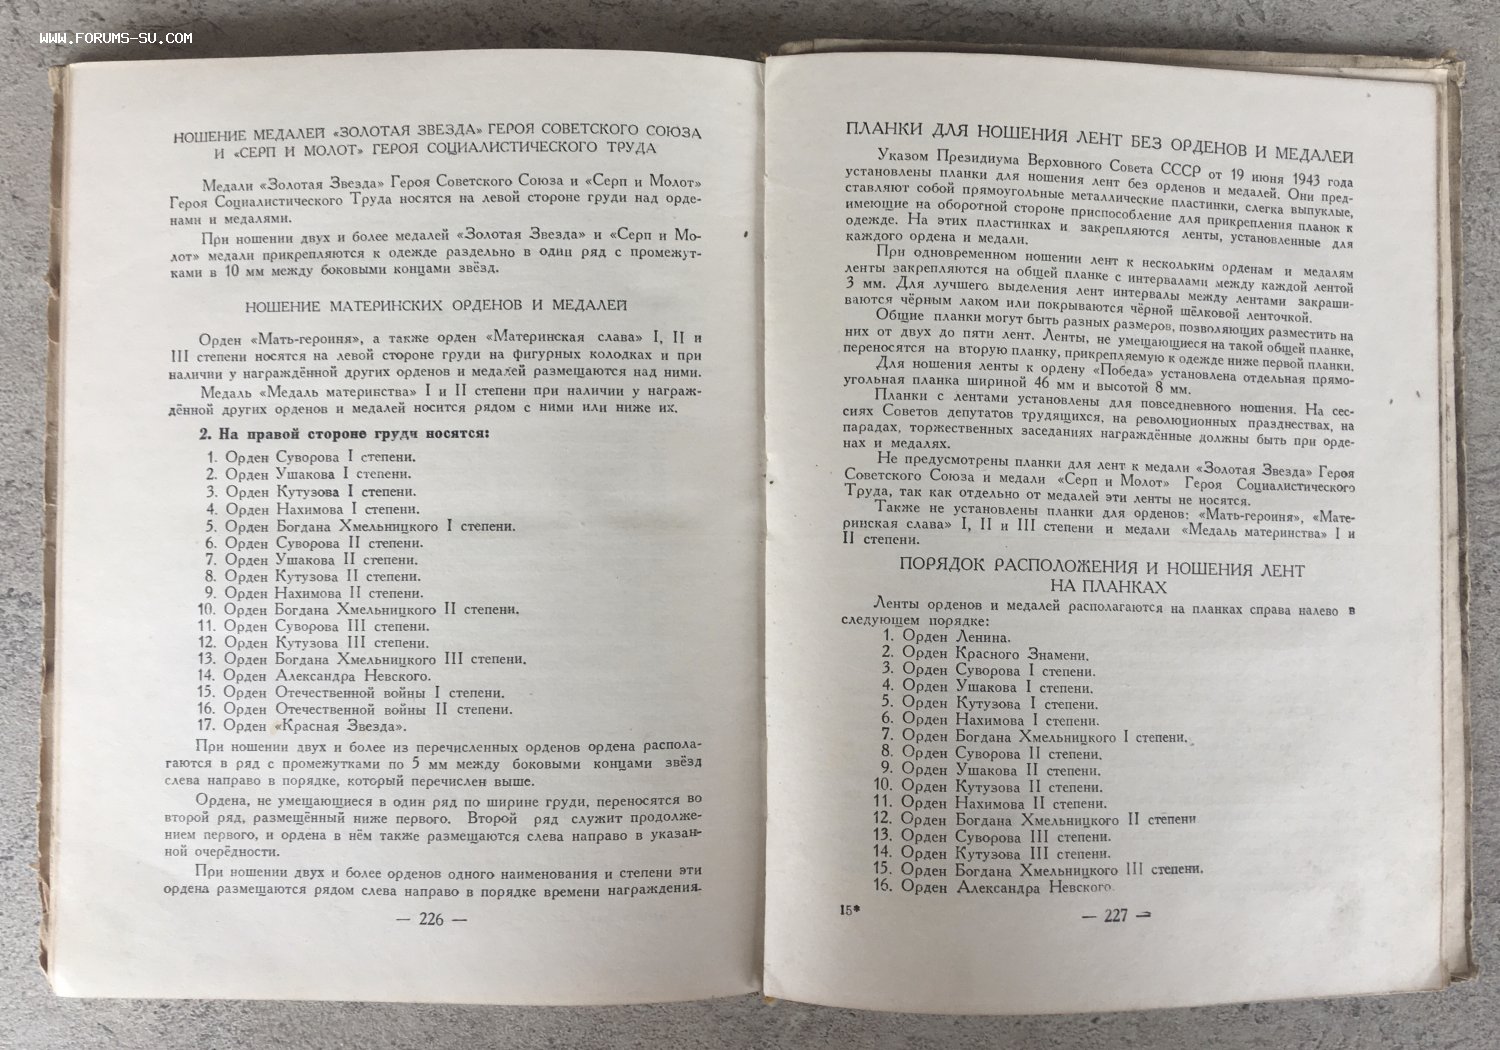 WWW.FORUMS-SU.COM
НОШЕНИЕ МЕДАЛЕЙ «ЗОЛОТАЯ ЗВЕЗДА» ГЕРОЯ СОВЕТСКОГО СОЮЗА
И «СЕРП И МОЛОТ» ГЕРОЯ СОЦИАЛИСТИЧЕСКОГО ТРУДА
Медали «Золотая Звезда» Героя Советского Союза и «Серп и Молот»
Героя Социалистического Труда носятся на левой стороне груди над орде-
нами и медалями.
При ношении двух и более медалей «Золотая Звезда» и «Серп и Мо-
лот» медали прикрепляются к одежде раздельно в один ряд с промежут-
ками в 10 мм между боковыми концами звёзд.
НОШЕНИЕ МАТЕРИНСКИХ ОРДЕНОВ И МЕДАЛЕЙ
Орден «Мать-героиня», а также орден «Материнская слава» I, II и
III степени носятся на левой стороне груди на фигурных колодках и при
наличии у награждённой других орденов и медалей размещаются над ними.
Медаль «Медаль материнства» I и II степени при наличии у награж-
дённой других орденов и медалей носится рядом с ними или ниже их.
2. На правой стороне груди носятся:
1. Орден Суворова I степени.
2. Орден Ушакова I степени.
3. Орден Кутузова I степени.
4. Орден Нахимова I степени.
5. Орден Богдана Хмельницкого I степени.
6. Орден Суворова II степени.
7. Орден Ушакова II степени.
8. Орден Кутузова II степени.
9. Орден Нахимова II степени.
10. Орден Богдана Хмельницкого II степени.
11. Орден Суворова III степени.
12. Орден Кутузова III степени.
13. Орден Богдана Хмельницкого III степени.
14. Орден Александра Невского.
15. Орден Отечественной войны I степени.
16. Орден Отечественной войны II степени.
17. Орден «Красная Звезда».
При ношении двух и более из перечисленных орденов ордена распола-
гаются в ряд с промежутками по 5 мм между боковыми концами звёзд
слева направо в порядке, который перечислен выше.
Ордена, не умещающиеся в один ряд по ширине груди, переносятся во
второй ряд, размещённый ниже первого. Второй ряд служит продолже-
нием первого, и ордена в нём также размещаются слева направо в указан-
ной очерёдности.
При ношении двух и более орденов одного наименования и степени эти
ордена размещаются рядом слева направо в порядке времени награждения.
— 226 —
ПЛАНКИ ДЛЯ НОШЕНИЯ ЛЕНТ БЕЗ ОРДЕНОВ И МЕДАЛЕЙ
Указом Президиума Верховного Совета СССР от 19 июня 1943 года
установлены планки для ношения лент без орденов и медалей. Они пред-
ставляют собой прямоугольные металлические пластинки, слегка выпуклые,
имеющие на оборотной стороне приспособление для прикрепления планок к
одежде. На этих пластинках и закрепляются ленты, установленные для
каждого ордена и медали.
При одновременном ношении лент к нескольким орденам и медалям
ленты закрепляются на общей планке с интервалами между каждой лентой
3 мм. Для лучшего выделения лент интервалы между лентами закраши-
ваются чёрным лаком или покрываются чёрной шёлковой ленточкой.
Общие планки могут быть разных размеров, позволяющих разместить на
них от двух до пяти лент. Ленты, не умещающиеся на такой общей планке,
переносятся на вторую планку, прикрепляемую к одежде ниже первой планки.
Для ношения ленты к ордену «Победа» установлена отдельная прямо-
угольная планка шириной 46 мм и высотой 8 мм.
Планки с лентами установлены для повседневного ношения. На сес-
сиях Советов депутатов трудящихся, на революционных празднествах, на
парадах, торжественных заседаниях награждённые должны быть при орде-
нах и медалях.
Не предусмотрены планки для лент к медали «Золотая Звезда» Героя
Советского Союза и медали «Серп и Молот» Героя Социалистического
Труда, так как отдельно от медалей эти ленты не носятся.
Также не установлены планки для орденов: «Мать-героиня», «Мате-
ринская слава» I, II и III степени и медали «Медаль материнства» I и
II степени.
ПОРЯДОК РАСПОЛОЖЕНИЯ И НОШЕНИЯ ЛЕНТ
НА ПЛАНКАХ
Ленты орденов и медалей располагаются на планках справа налево в
следующем порядке:
1. Орден Ленина.
2. Орден Красного Знамени.
3. Орден Суворова I степени.
4. Орден Ушакова I степени.
5. Орден Кутузова I степени.
6. Орден Нахимова I степени.
7. Орден Богдана Хмельницкого I степени.
8. Орден Суворова II степени.
9. Орден Ушакова II степени.
10. Орден Кутузова II степени.
11. Орден Нахимова II степени.
12. Орден Богдана Хмельницкого II степени
13. Орден Суворова III степени.
14. Орден Кутузова III степени.
15. Орден Богдана Хмельницкого III степени.
16. Орден Александра Невского.
15*
— 227 —